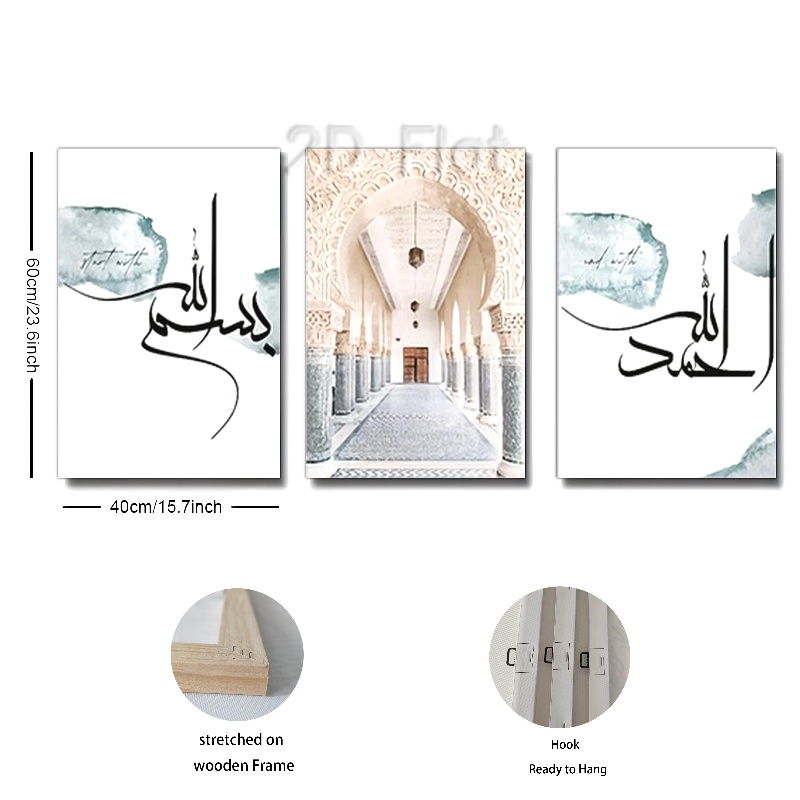 2D Flat
start with
بسم الله
end with
الحمد لله
60cm/23.6inch
40cm/15.7inch
stretched on
wooden Frame
Hook
Ready to Hang